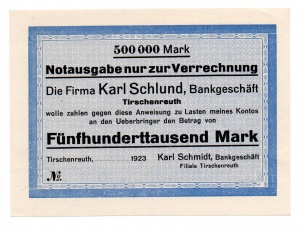 500 000 Mark
Notausgabe nur zur Verrechnung
Die Firma Karl Schlund, Bankgeschäft
Tirschenreuth
wolle zahlen gegen diese Anweisung zu Lasten meines Kontos
an den Ueberbringer den Betrag von
Fünfhunderttausend Mark
Tirschenreuth, 1923 Karl Schmidt, Bankgeschäft
Filiale Tirschenreuth
№